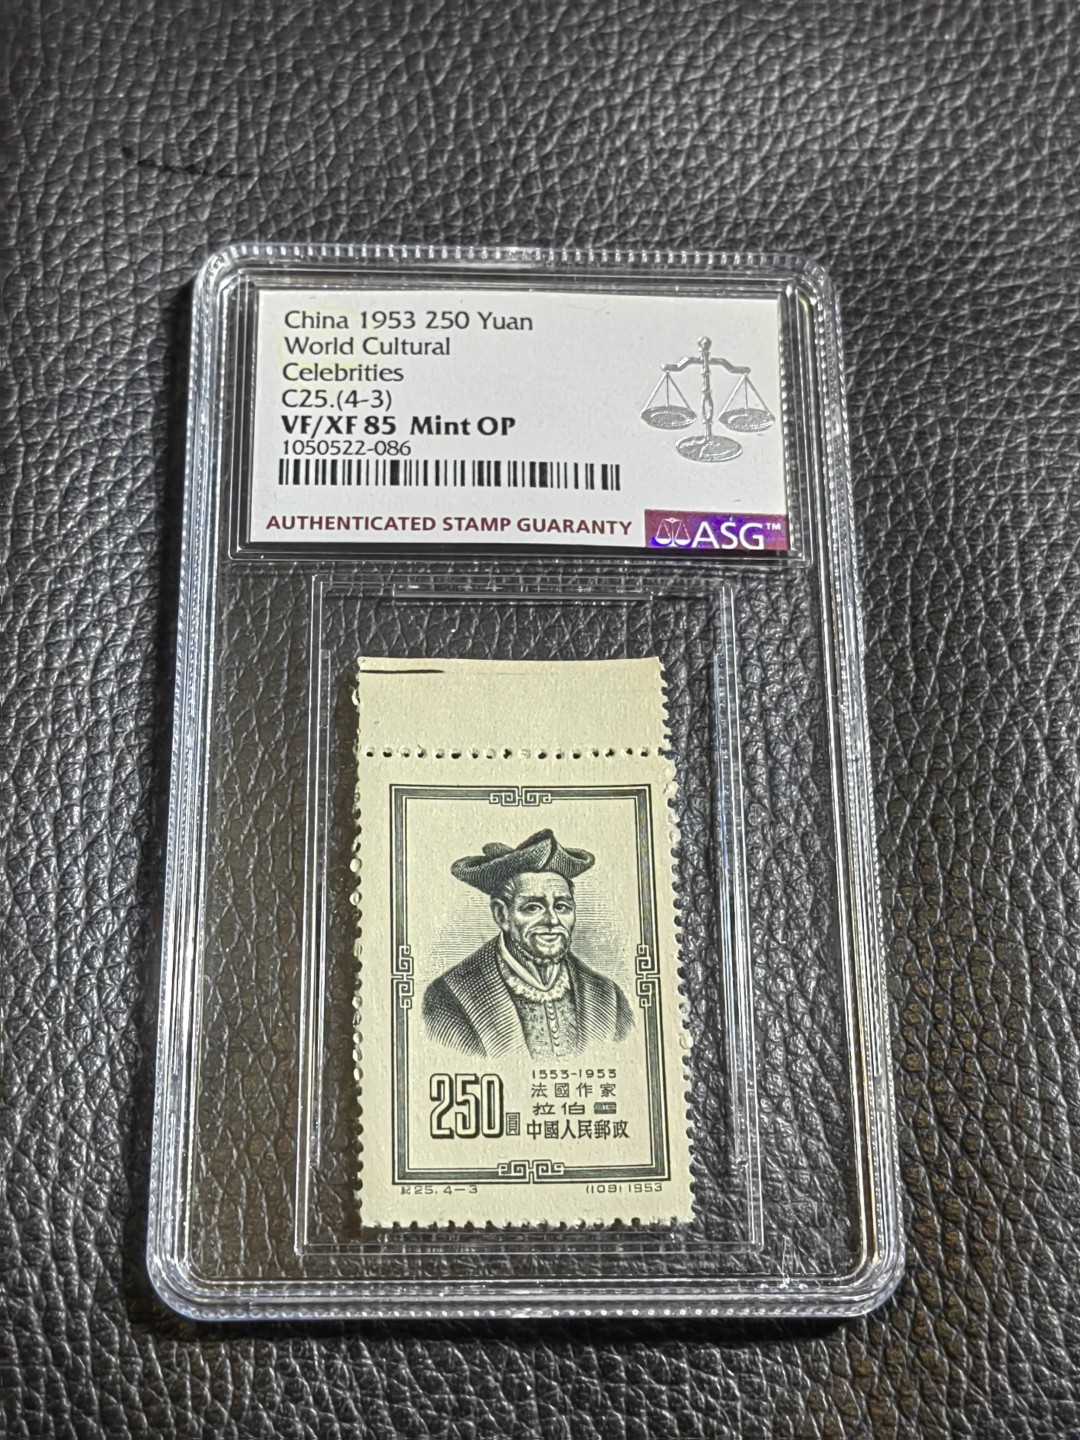 China 1953 250 Yuan
World Cultural
Celebrities
C25.(4-3)
VF/XF 85 Mint OP
1050522-086
AUTHENTICATED STAMP GUARANTY
ASG™
1553-1953
法國作家
拉伯雷
250圓
中國人民郵政
紀25.4-3
(109)1953